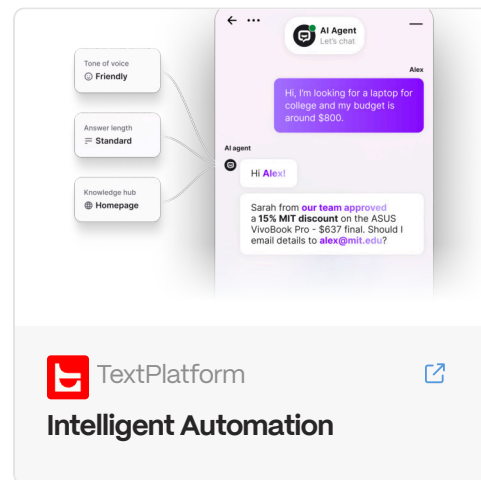 AI Agent
Let's chat
Tone of voice
Friendly
Answer length
Standard
Knowledge hub
Homepage
Alex
Hi, I'm looking for a laptop for
college and my budget is
around $800.
AI agent
Hi Alex!
Sarah from our team approved
a 15% MIT discount on the ASUS
VivoBook Pro - $637 final. Should I
email details to alex@mit.edu?
TextPlatform
Intelligent Automation